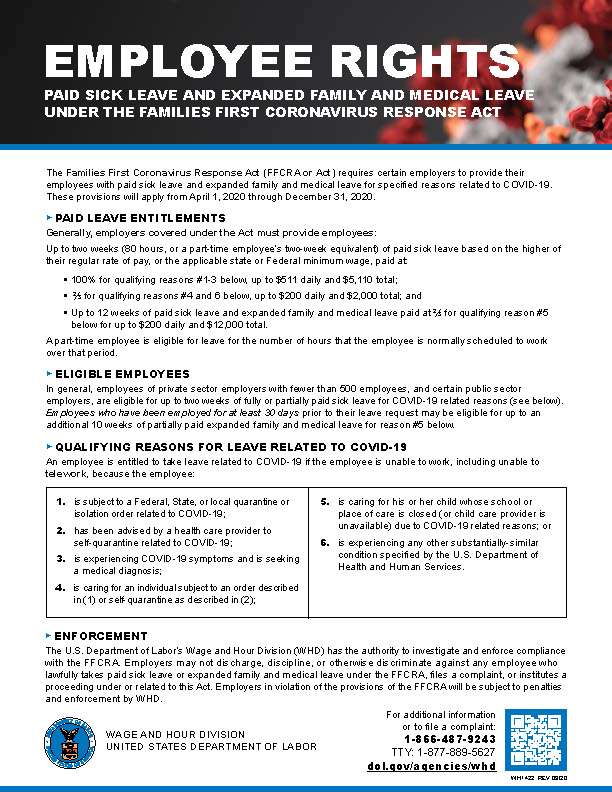 EMPLOYEE RIGHTS
PAID SICK LEAVE AND EXPANDED FAMILY AND MEDICAL LEAVE
UNDER THE FAMILIES FIRST CORONAVIRUS RESPONSE ACT
The Families First Coronavirus Response Act (FFCRA or Act) requires certain employers to provide their
employees with paid sick leave and expanded family and medical leave for specified reasons related to COVID-19.
These provisions will apply from April 1, 2020 through December 31, 2020.
► PAID LEAVE ENTITLEMENTS
Generally, employers covered under the Act must provide employees:
Up to two weeks (80 hours, or a part-time employee's two-week equivalent) of paid sick leave based on the higher of
their regular rate of pay, or the applicable state or Federal minimum wage, paid at:
• 100% for qualifying reasons #1-3 below, up to $511 daily and $5,110 total;
• ⅔ for qualifying reasons #4 and 6 below, up to $200 daily and $2,000 total; and
• Up to 12 weeks of paid sick leave and expanded family and medical leave paid at ⅔ for qualifying reason #5
below for up to $200 daily and $12,000 total.
A part-time employee is eligible for leave for the number of hours that the employee is normally scheduled to work
over that period.
► ELIGIBLE EMPLOYEES
In general, employees of private sector employers with fewer than 500 employees, and certain public sector
employers, are eligible for up to two weeks of fully or partially paid sick leave for COVID-19 related reasons (see below).
Employees who have been employed for at least 30 days prior to their leave request may be eligible for up to an
additional 10 weeks of partially paid expanded family and medical leave for reason #5 below.
► QUALIFYING REASONS FOR LEAVE RELATED TO COVID-19
An employee is entitled to take leave related to COVID-19 if the employee is unable to work, including unable to
telework, because the employee:
1. is subject to a Federal, State, or local quarantine or
isolation order related to COVID-19;
2. has been advised by a health care provider to
self-quarantine related to COVID-19;
3. is experiencing COVID-19 symptoms and is seeking
a medical diagnosis;
4. is caring for an individual subject to an order described
in (1) or self-quarantine as described in (2);
5. is caring for his or her child whose school or
place of care is closed (or child care provider is
unavailable) due to COVID-19 related reasons; or
6. is experiencing any other substantially-similar
condition specified by the U.S. Department of
Health and Human Services.
► ENFORCEMENT
The U.S. Department of Labor's Wage and Hour Division (WHD) has the authority to investigate and enforce compliance
with the FFCRA. Employers may not discharge, discipline, or otherwise discriminate against any employee who
lawfully takes paid sick leave or expanded family and medical leave under the FFCRA, files a complaint, or institutes a
proceeding under or related to this Act. Employers in violation of the provisions of the FFCRA will be subject to penalties
and enforcement by WHD.
WAGE AND HOUR DIVISION
UNITED STATES DEPARTMENT OF LABOR
For additional information
or to file a complaint:
1-866-487-9243
TTY: 1-877-889-5627
dol.gov/agencies/whd
WH1422 REV 03/20